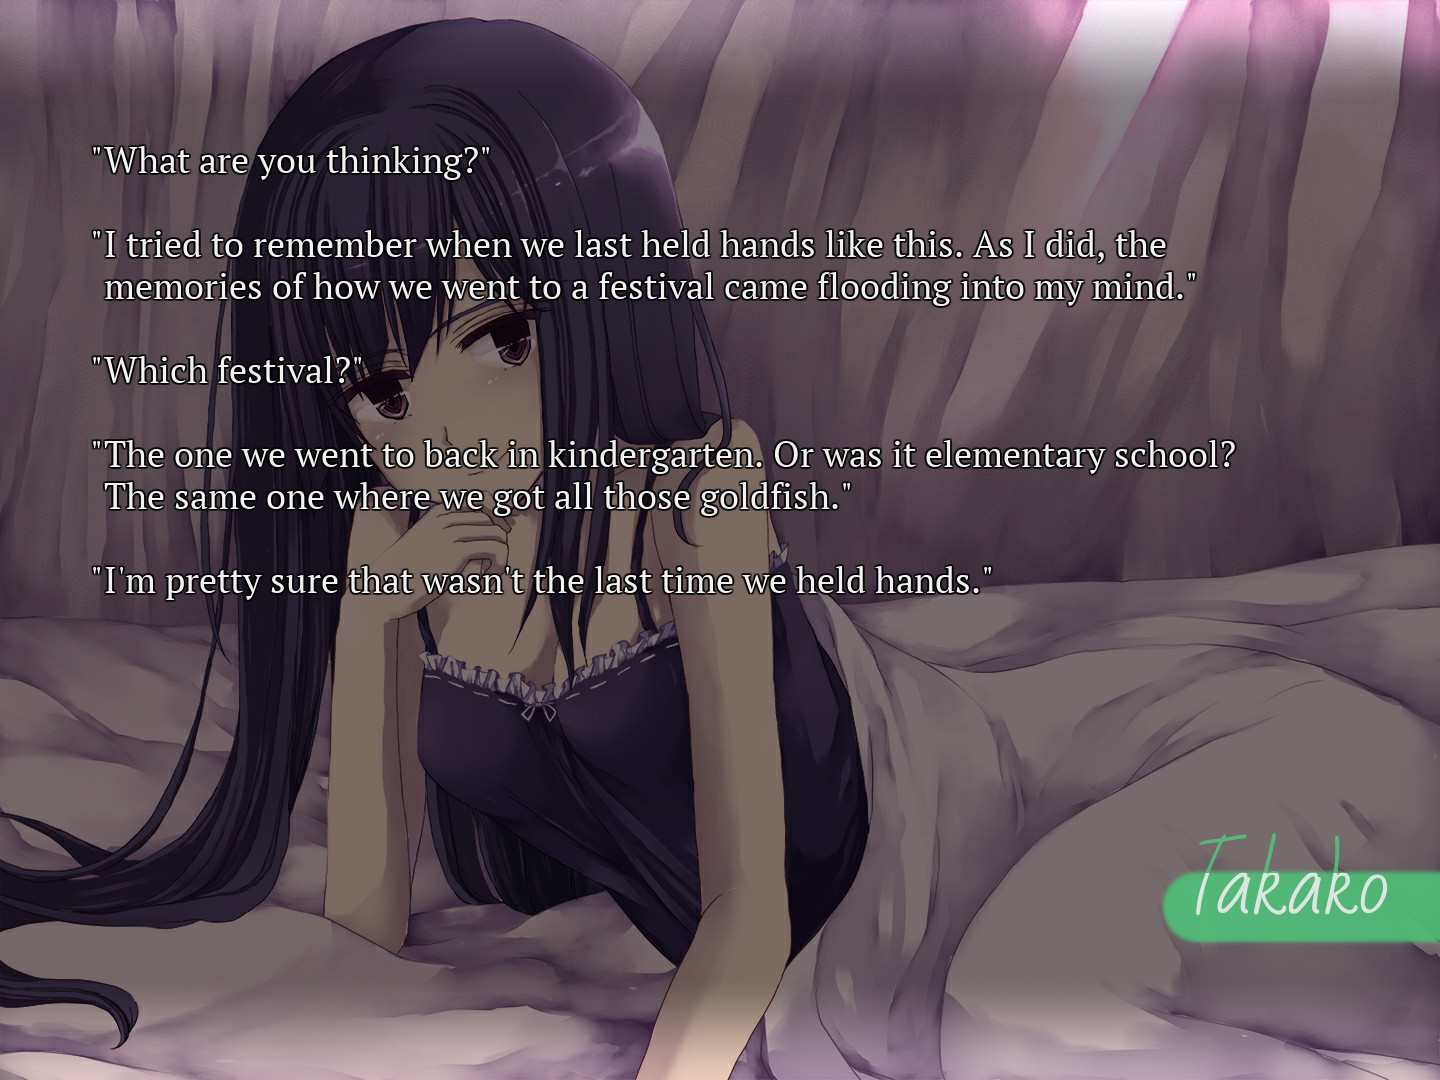 "What are you thinking?"
"I tried to remember when we last held hands like this. As I did, the
memories of how we went to a festival came flooding into my mind."
"Which festival?"
"The one we went to back in kindergarten. Or was it elementary school?
The same one where we got all those goldfish."
"I'm pretty sure that wasn't the last time we held hands."
Takako